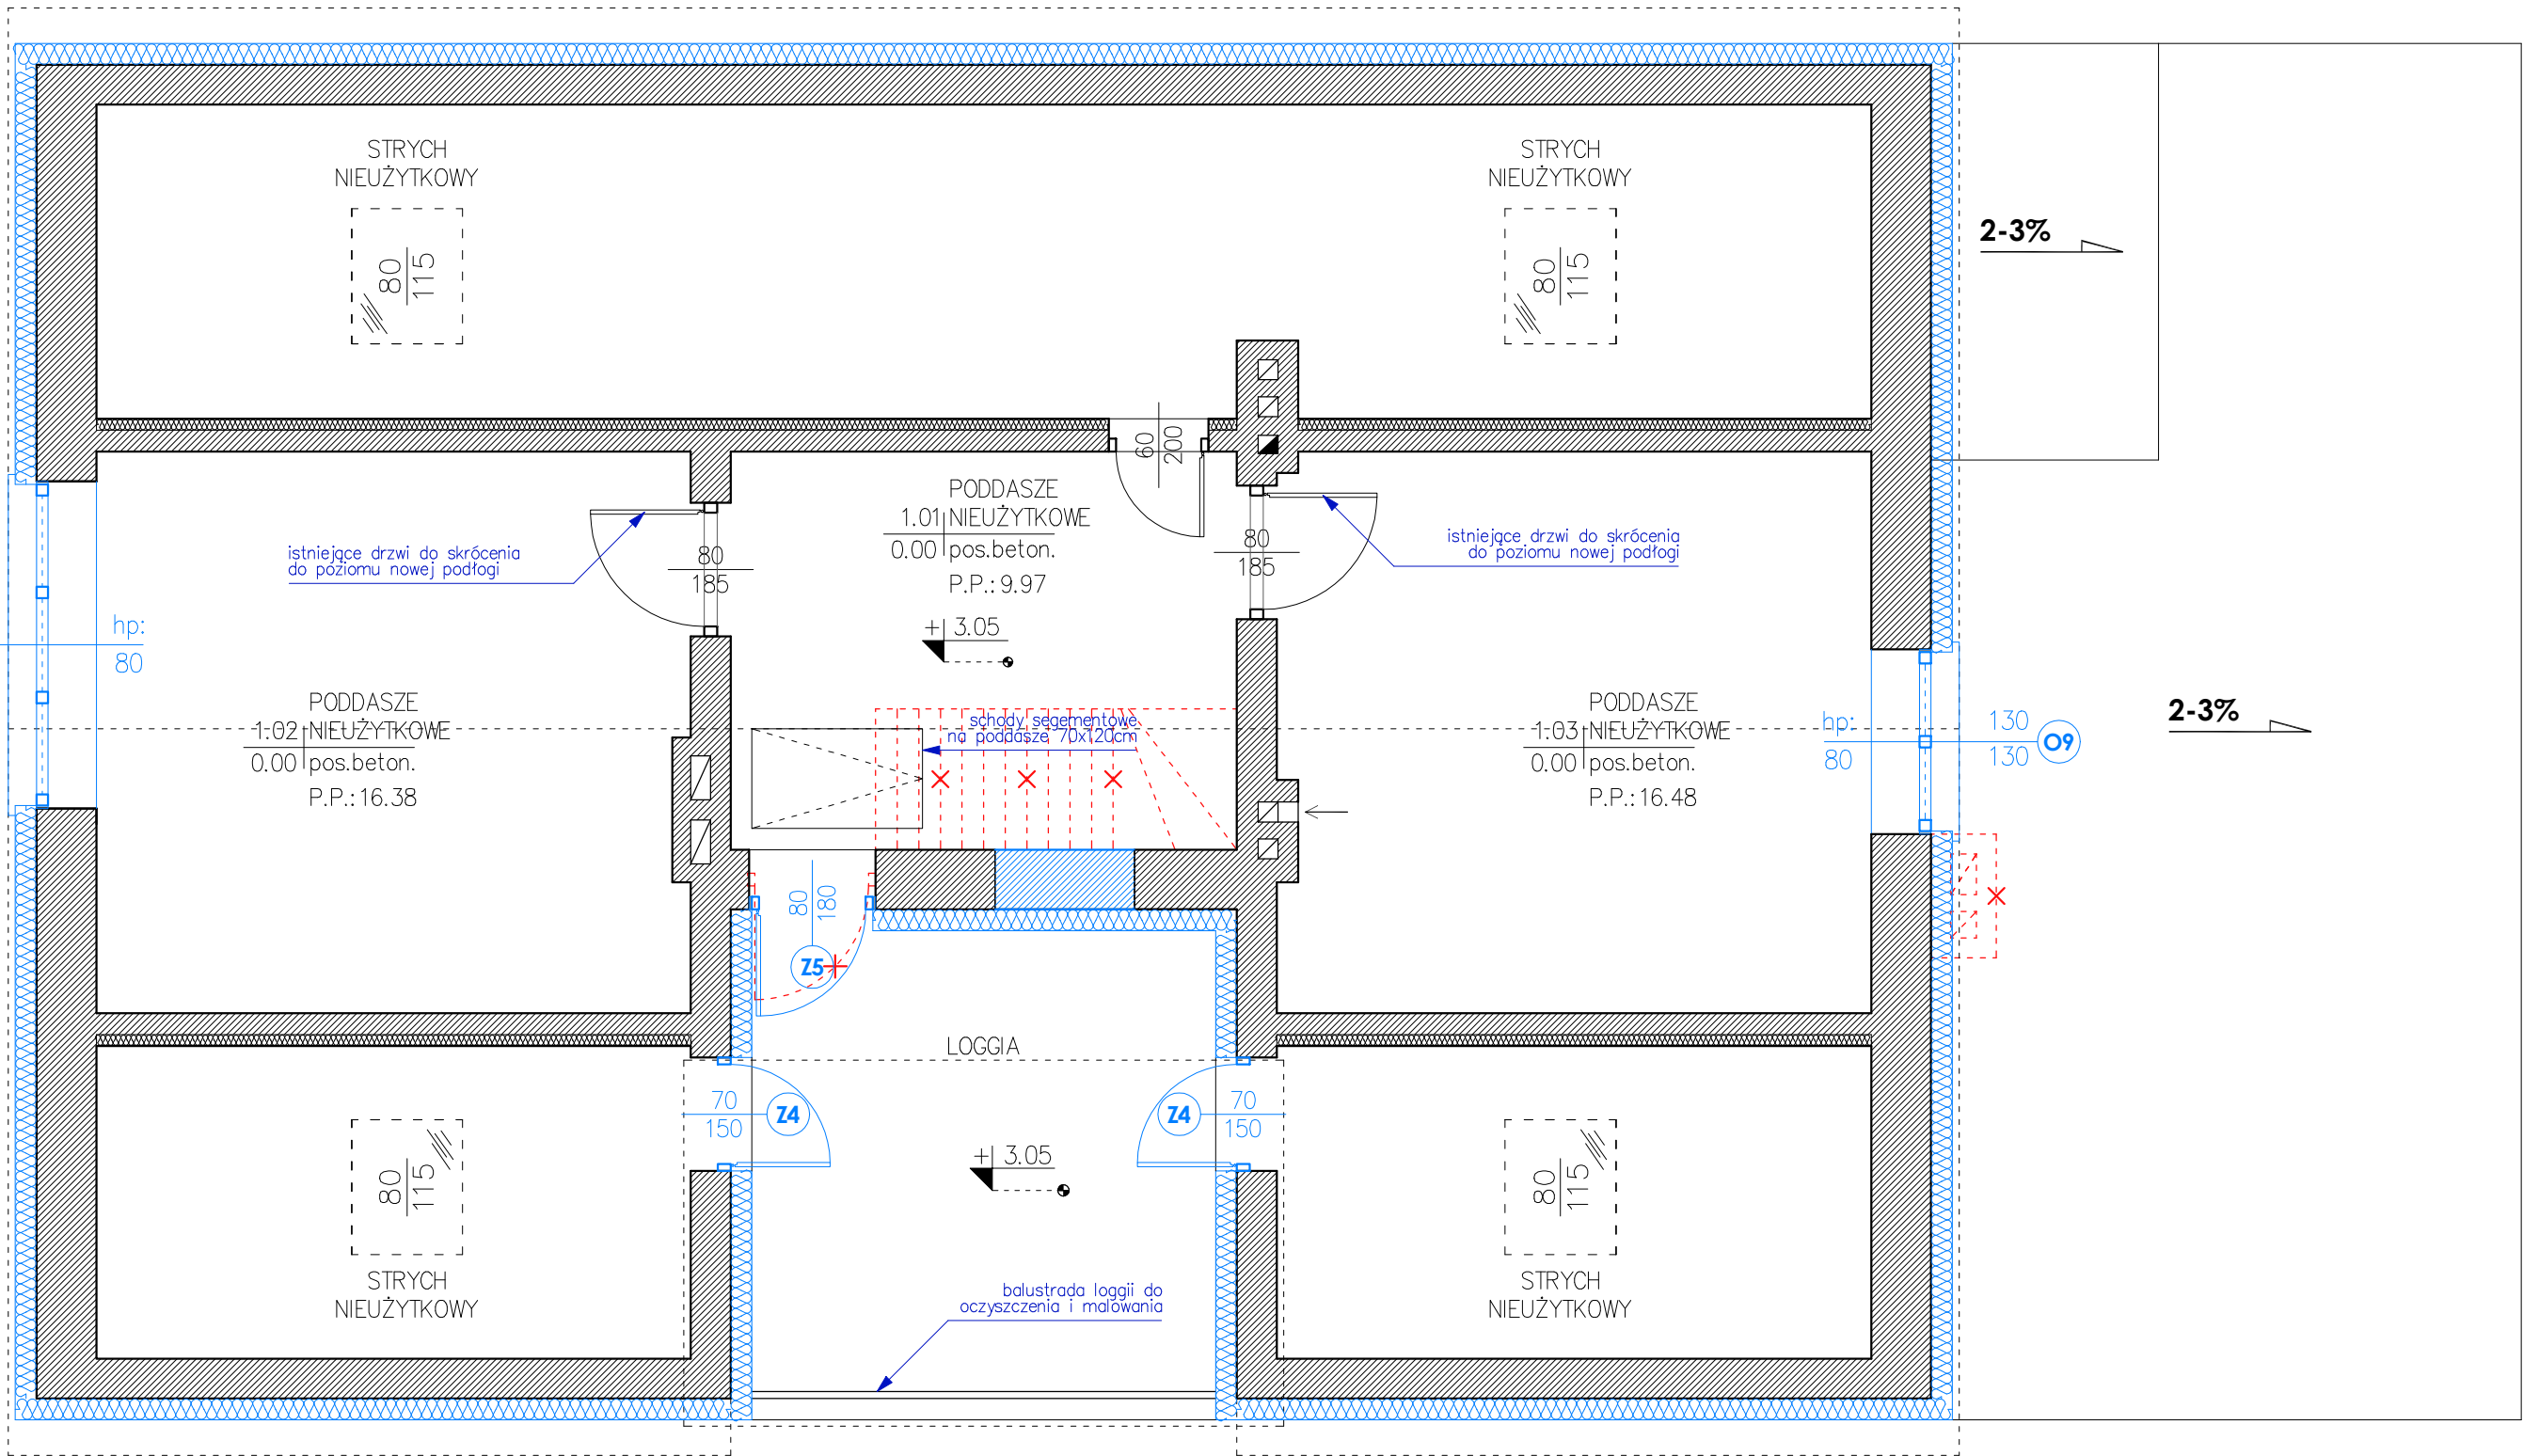 STRYCH
NIEUŻYTKOWY
80
115
STRYCH
NIEUŻYTKOWY
80
115
2-3%
60
200
PODDASZE
1.01 NIEUŻYTKOWE
0.00 pos.beton.
P.P.: 9.97
+ 3.05
istniejące drzwi do skrócenia
do poziomu nowej podłogi
80
185
80
185
istniejące drzwi do skrócenia
do poziomu nowej podłogi
hp:
80
PODDASZE
1.02 NIEUŻYTKOWE
0.00 pos.beton.
P.P.: 16.38
schody segementowe
na poddasze 70x120cm
PODDASZE
1.03 NIEUŻYTKOWE
0.00 pos.beton.
P.P.: 16.48
hp:
80
130
130
O9
2-3%
80
180
Z5
LOGGIA
70
150
Z4
Z4
70
150
+ 3.05
80
115
STRYCH
NIEUŻYTKOWY
80
115
STRYCH
NIEUŻYTKOWY
balustrada loggii do
oczyszczenia i malowania